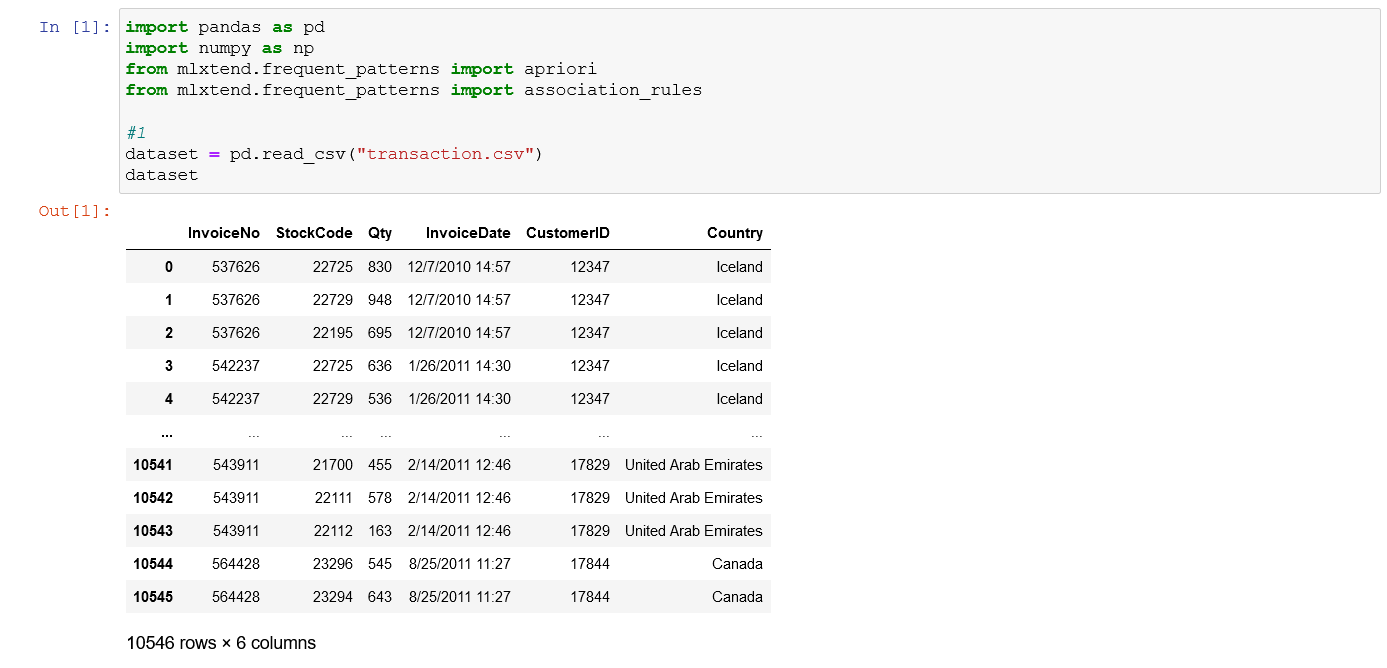 In [1]: import pandas as pd
import numpy as np
from mlxtend.frequent_patterns import apriori
from mlxtend.frequent_patterns import association_rules
#1
dataset = pd.read_csv("transaction.csv")
dataset
Out[1]:
InvoiceNo StockCode Qty InvoiceDate CustomerID Country
0 537626 22725 830 12/7/2010 14:57 12347 Iceland
1 537626 22729 948 12/7/2010 14:57 12347 Iceland
2 537626 22195 695 12/7/2010 14:57 12347 Iceland
3 542237 22725 636 1/26/2011 14:30 12347 Iceland
4 542237 22729 536 1/26/2011 14:30 12347 Iceland
... ... ... ... ... ... ...
10541 543911 21700 455 2/14/2011 12:46 17829 United Arab Emirates
10542 543911 22111 578 2/14/2011 12:46 17829 United Arab Emirates
10543 543911 22112 163 2/14/2011 12:46 17829 United Arab Emirates
10544 564428 23296 545 8/25/2011 11:27 17844 Canada
10545 564428 23294 643 8/25/2011 11:27 17844 Canada
10546 rows × 6 columns